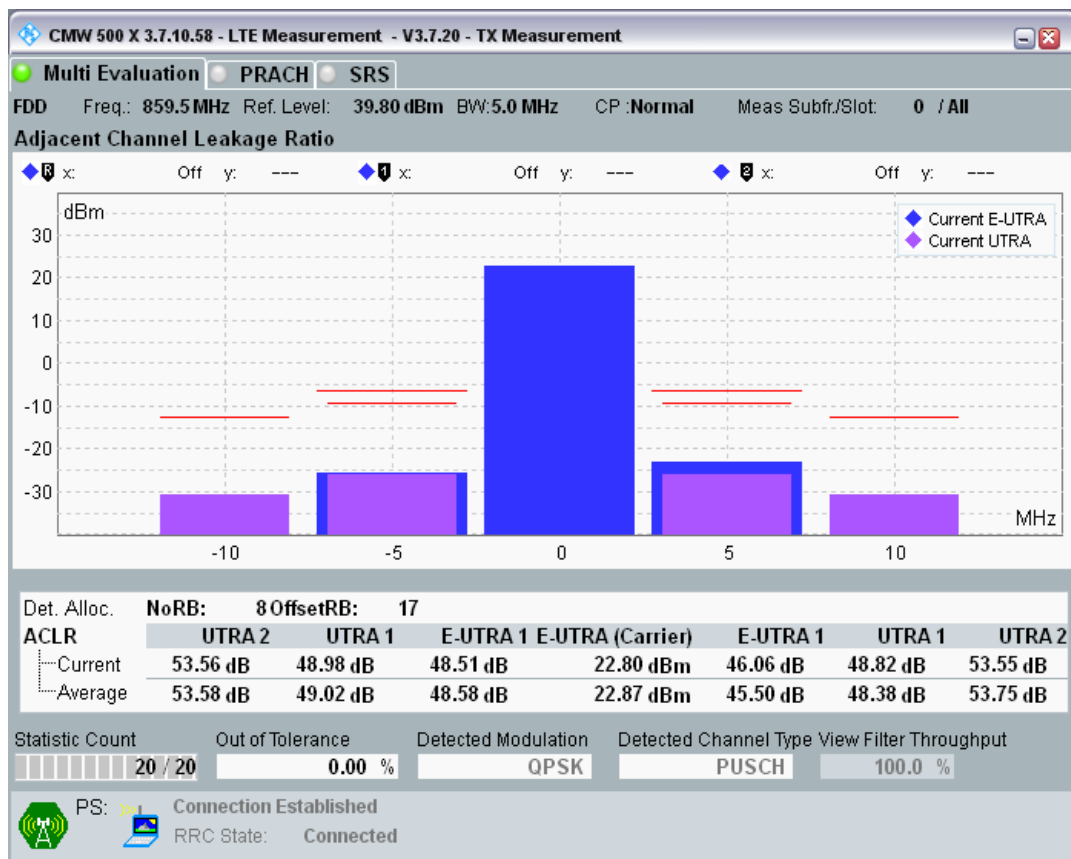 CMW 500 X 3.7.10.58 - LTE Measurement - V3.7.20 - TX Measurement
Multi Evaluation PRACH SRS
FDD Freq.: 859.5 MHz Ref. Level: 39.80 dBm BW:5.0 MHz CP :Normal Meas Subfr./Slot: 0 / All
Adjacent Channel Leakage Ratio
R x: Off y: --- 1 x: Off y: --- 2 x: Off y: ---
dBm
Current E-UTRA
Current UTRA
30
20
10
0
-10
-20
-30
MHz
-10 -5 0 5 10
Det. Alloc. NoRB: 8 OffsetRB: 17
ACLR UTRA 2 UTRA 1 E-UTRA 1 E-UTRA (Carrier) E-UTRA 1 UTRA 1 UTRA 2
Current 53.56 dB 48.98 dB 48.51 dB 22.80 dBm 46.06 dB 48.82 dB 53.55 dB
Average 53.58 dB 49.02 dB 48.58 dB 22.87 dBm 45.50 dB 48.38 dB 53.75 dB
Statistic Count Out of Tolerance Detected Modulation Detected Channel Type View Filter Throughput
20 / 20 0.00 % QPSK PUSCH 100.0 %
PS: Connection Established
RRC State: Connected